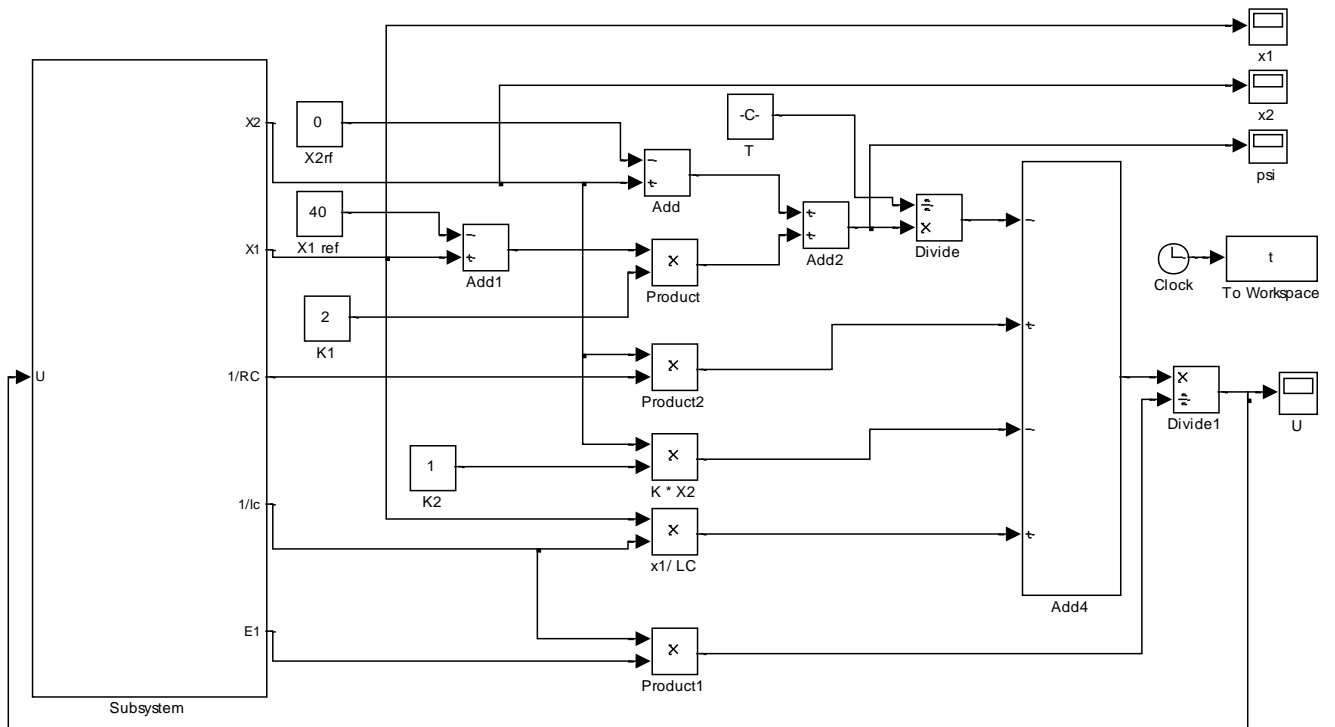 x1
x2
psi
X2
0
X2rf
-C-
T
Add
X1
40
X1 ref
Add1
Product
Add2
Divide
Clock
t
To Workspace
2
K1
U
1/RC
Product2
Divide1
U
1
K2
K * X2
1/lc
x1/ LC
Add4
E1
Product1
Subsystem